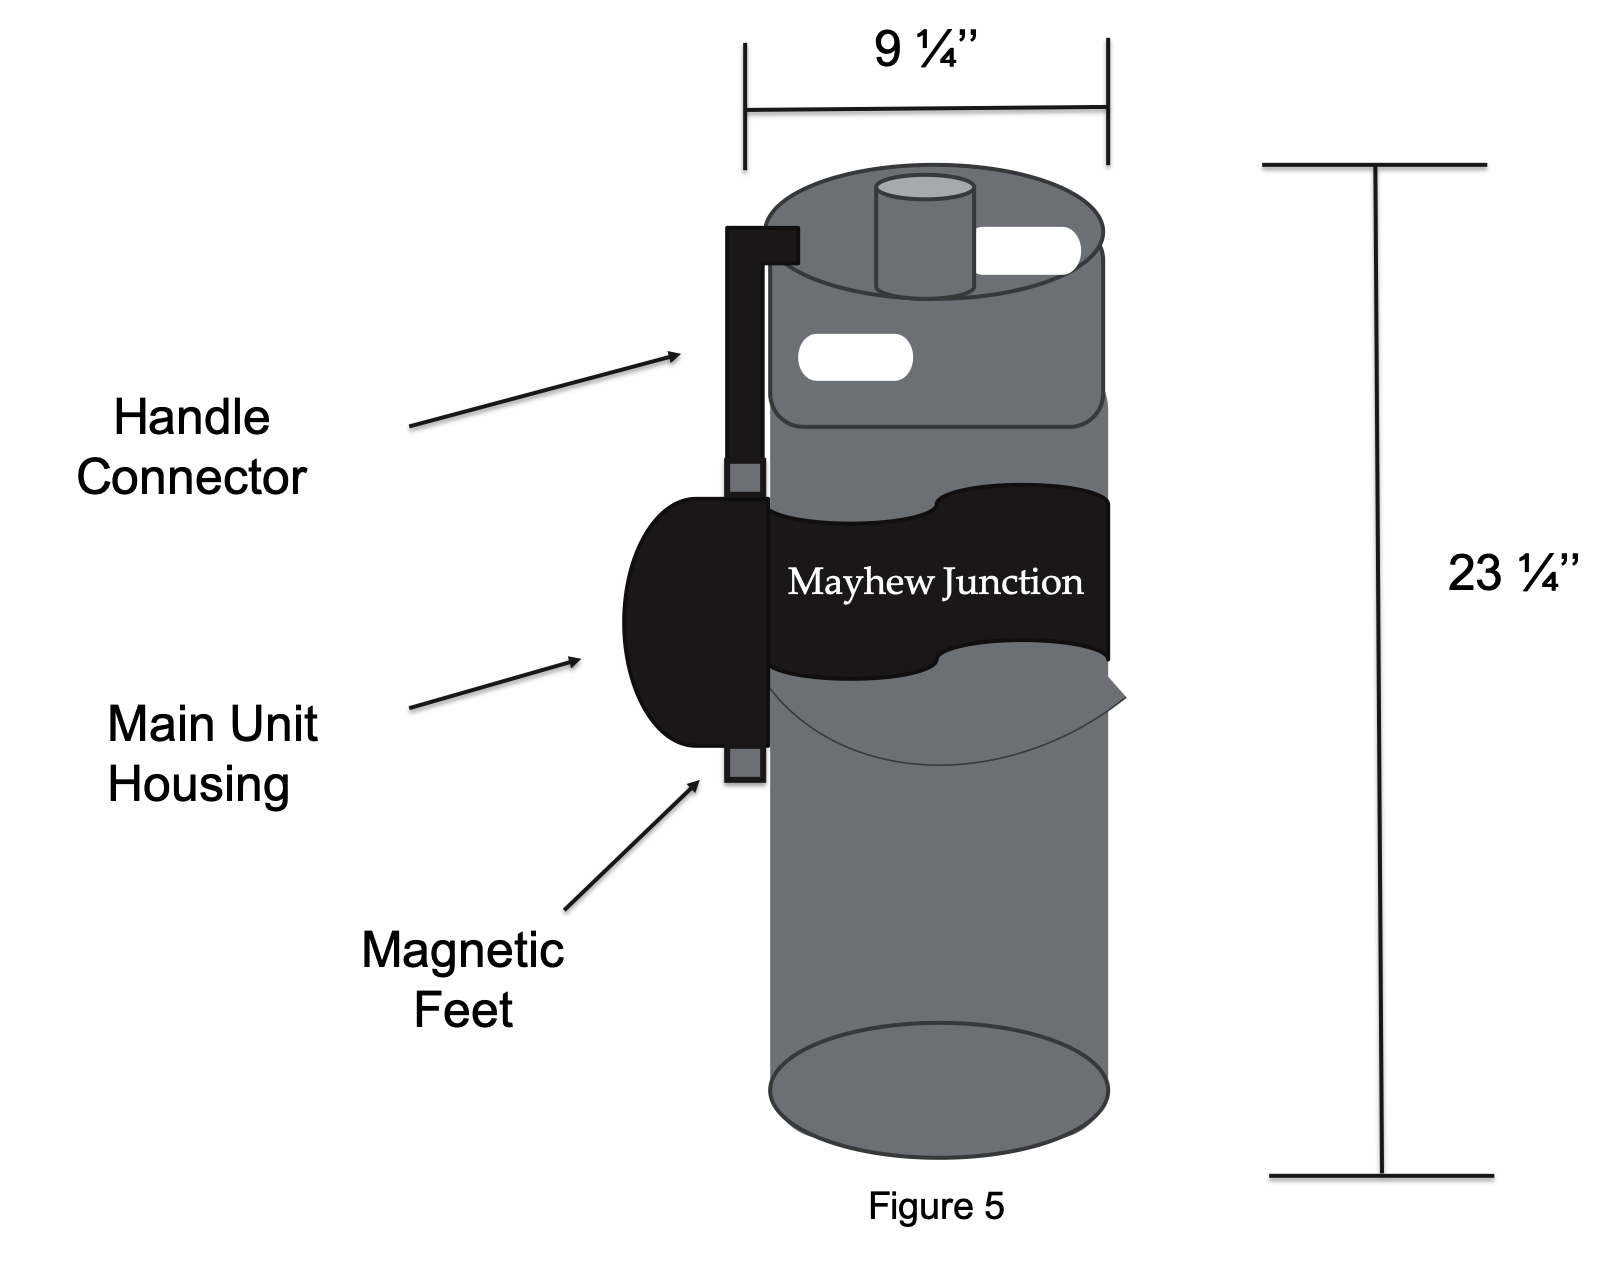 9 ¼’’
Handle
Connector
Mayhew Junction
23 ¼’’
Main Unit
Housing
Magnetic
Feet
Figure 5